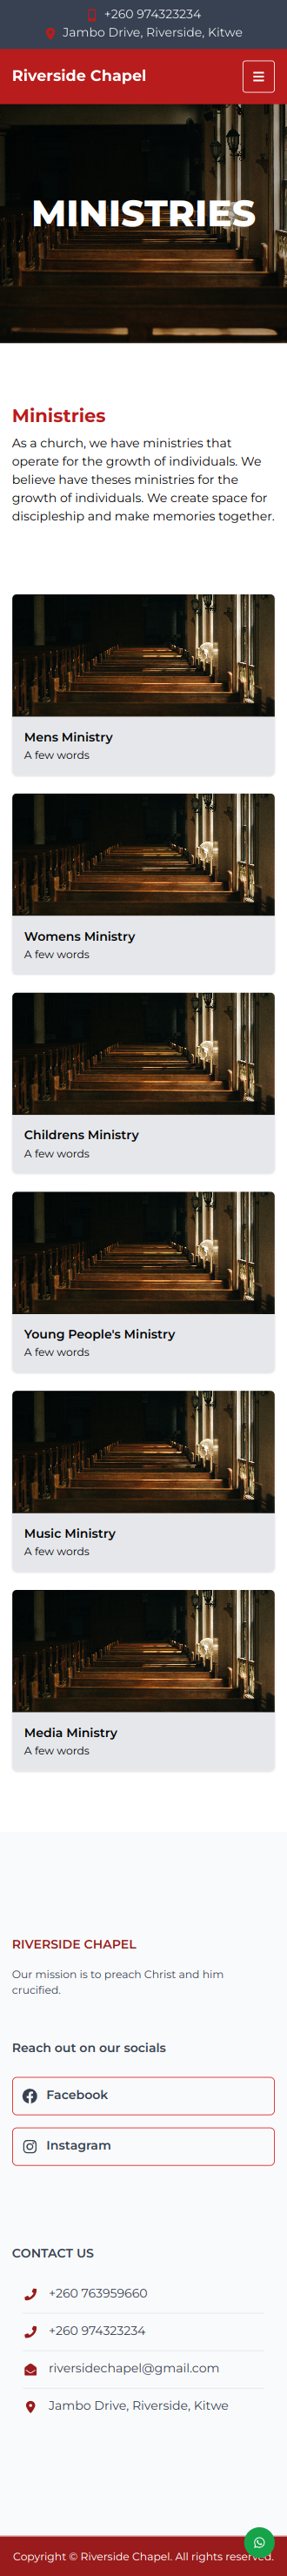 +260 974323234
Jambo Drive, Riverside, Kitwe
Riverside Chapel
MINISTRIES
Ministries
As a church, we have ministries that
operate for the growth of individuals. We
believe have theses ministries for the
growth of individuals. We create space for
discipleship and make memories together.
Mens Ministry
A few words
Womens Ministry
A few words
Childrens Ministry
A few words
Young People's Ministry
A few words
Music Ministry
A few words
Media Ministry
A few words
RIVERSIDE CHAPEL
Our mission is to preach Christ and him
crucified.
Reach out on our socials
Facebook
Instagram
CONTACT US
+260 763959660
+260 974323234
riversidechapel@gmail.com
Jambo Drive, Riverside, Kitwe
Copyright © Riverside Chapel. All rights reserved.